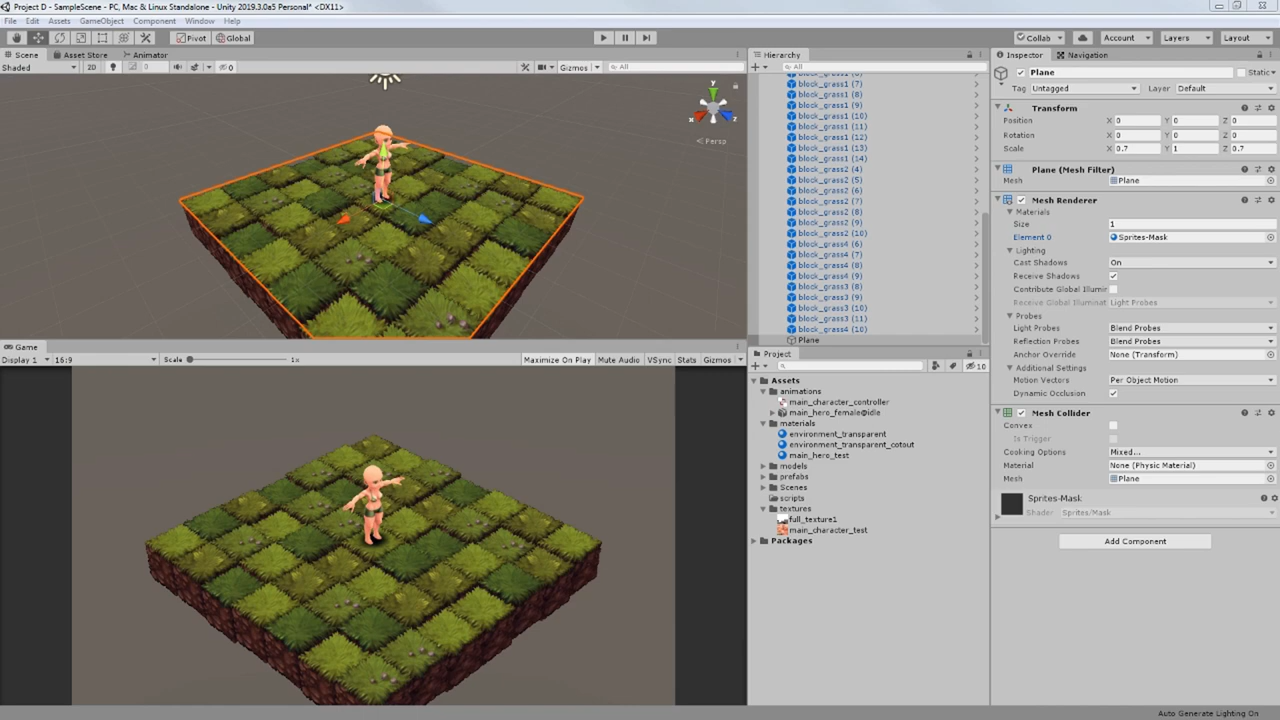 Project D - SampleScene - PC, Mac & Linux Standalone - Unity 2019.3.0a5 Personal* <DX11>
File Edit Assets GameObject Component Window Help
Pivot Global Collab Account Layers Layout
Scene Asset Store Animator
Shaded 2D 0 0 Gizmos All
y
x z
Persp
Game
Display 1 16:9 Scale 1x Maximize On Play Mute Audio VSync Stats Gizmos
Hierarchy
All
block_grass1 (7)
block_grass1 (8)
block_grass1 (9)
block_grass1 (10)
block_grass1 (11)
block_grass1 (12)
block_grass1 (13)
block_grass1 (14)
block_grass2 (4)
block_grass2 (5)
block_grass2 (6)
block_grass2 (7)
block_grass2 (8)
block_grass2 (9)
block_grass2 (10)
block_grass4 (6)
block_grass4 (7)
block_grass4 (8)
block_grass4 (9)
block_grass3 (8)
block_grass3 (9)
block_grass3 (10)
block_grass3 (11)
block_grass4 (10)
Plane
Project
10
Assets
animations
main_character_controller
main_hero_female@idle
materials
environment_transparent
environment_transparent_cotout
main_hero_test
models
prefabs
Scenes
scripts
textures
full_texture1
main_character_test
Packages
Inspector Navigation
Plane Static
Tag Untagged Layer Default
Transform
Position X 0 Y 0 Z 0
Rotation X 0 Y 0 Z 0
Scale X 0.7 Y 1 Z 0.7
Plane (Mesh Filter)
Mesh Plane
Mesh Renderer
Materials
Size 1
Element 0 Sprites-Mask
Lighting
Cast Shadows On
Receive Shadows
Contribute Global Illumir
Receive Global Illuminat Light Probes
Probes
Light Probes Blend Probes
Reflection Probes Blend Probes
Anchor Override None (Transform)
Additional Settings
Motion Vectors Per Object Motion
Dynamic Occlusion
Mesh Collider
Convex
Is Trigger
Cooking Options Mixed...
Material None (Physic Material)
Mesh Plane
Sprites-Mask
Shader Sprites/Mask
Add Component
Auto Generate Lighting On